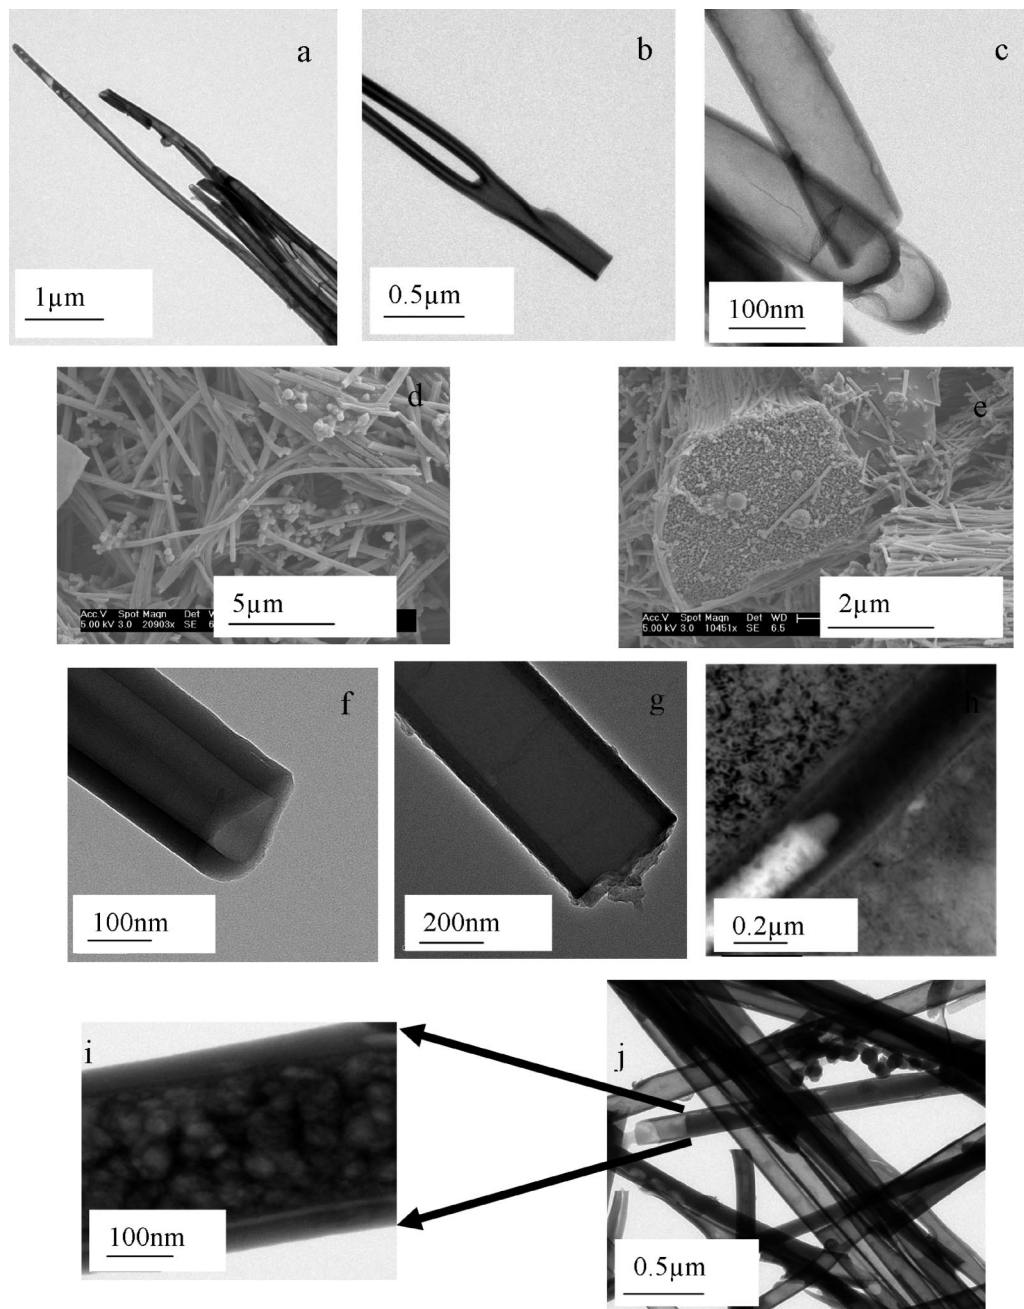 a
b
c
1µm
0.5µm
100nm
d
e
5µm
2µm
Acc.V Spot Magn Det W
5.00 kV 3.0 20903x SE 6
Acc.V Spot Magn Det WD
5.00 kV 3.0 10451x SE 6.5
f
g
h
100nm
200nm
0.2µm
i
j
100nm
0.5µm